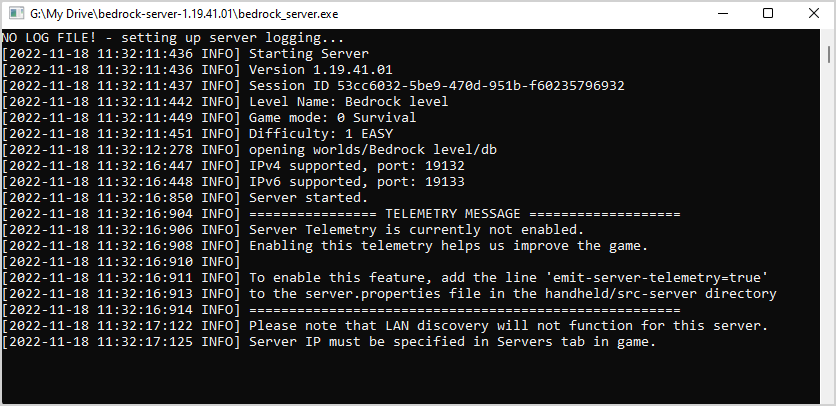 G:\My Drive\bedrock-server-1.19.41.01\bedrock_server.exe
NO LOG FILE! - setting up server logging...
[2022-11-18 11:32:11:436 INFO] Starting Server
[2022-11-18 11:32:11:436 INFO] Version 1.19.41.01
[2022-11-18 11:32:11:437 INFO] Session ID 53cc6032-5be9-470d-951b-f60235796932
[2022-11-18 11:32:11:442 INFO] Level Name: Bedrock level
[2022-11-18 11:32:11:449 INFO] Game mode: 0 Survival
[2022-11-18 11:32:11:451 INFO] Difficulty: 1 EASY
[2022-11-18 11:32:12:278 INFO] opening worlds/Bedrock level/db
[2022-11-18 11:32:16:447 INFO] IPv4 supported, port: 19132
[2022-11-18 11:32:16:448 INFO] IPv6 supported, port: 19133
[2022-11-18 11:32:16:850 INFO] Server started.
[2022-11-18 11:32:16:904 INFO] ================ TELEMETRY MESSAGE ===================
[2022-11-18 11:32:16:906 INFO] Server Telemetry is currently not enabled.
[2022-11-18 11:32:16:908 INFO] Enabling this telemetry helps us improve the game.
[2022-11-18 11:32:16:910 INFO]
[2022-11-18 11:32:16:911 INFO] To enable this feature, add the line 'emit-server-telemetry=true'
[2022-11-18 11:32:16:913 INFO] to the server.properties file in the handheld/src-server directory
[2022-11-18 11:32:16:914 INFO] ======================================================
[2022-11-18 11:32:17:122 INFO] Please note that LAN discovery will not function for this server.
[2022-11-18 11:32:17:125 INFO] Server IP must be specified in Servers tab in game.